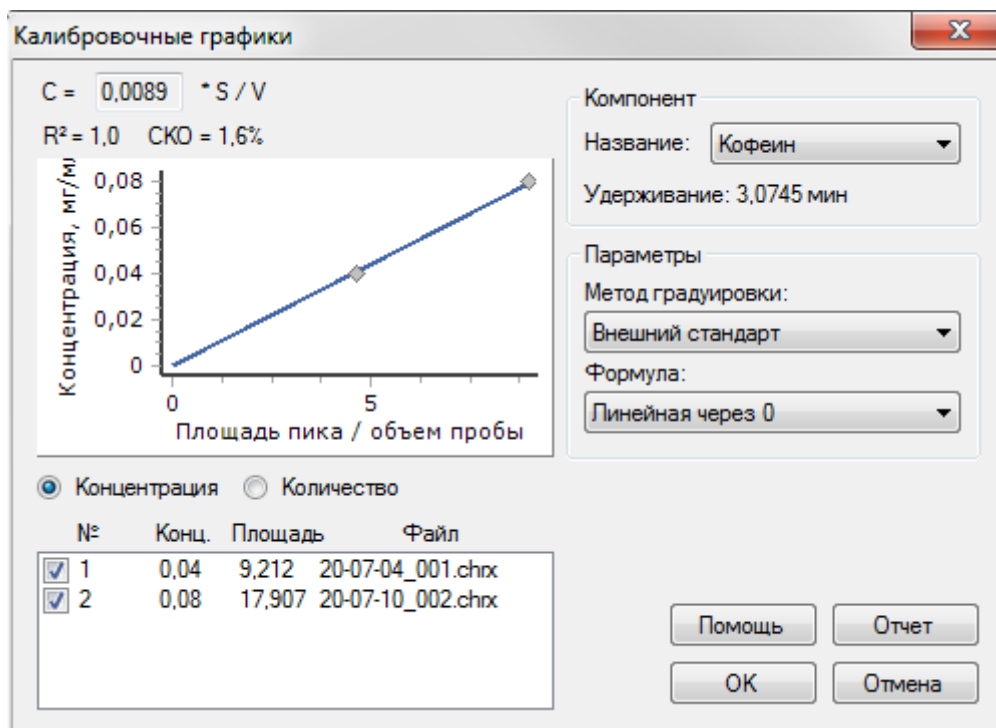 Калибровочные графики
C = 0,0089 * S / V
R² = 1,0 СКО = 1,6%
Концентрация,
0,08
0,06
0,04
0,02
0
0
5
Площадь пика / объем пробы
Компонент
Название: Кофеин
Удерживание: 3,0745 мин
Параметры
Метод градуировки:
Внешний стандарт
Формула:
Линейная через 0
Концентрация Количество
№ Конц. Площадь Файл
1 0,04 9,212 20-07-04_001.chrx
2 0,08 17,907 20-07-10_002.chrx
Помощь Отчет
OK Отмена